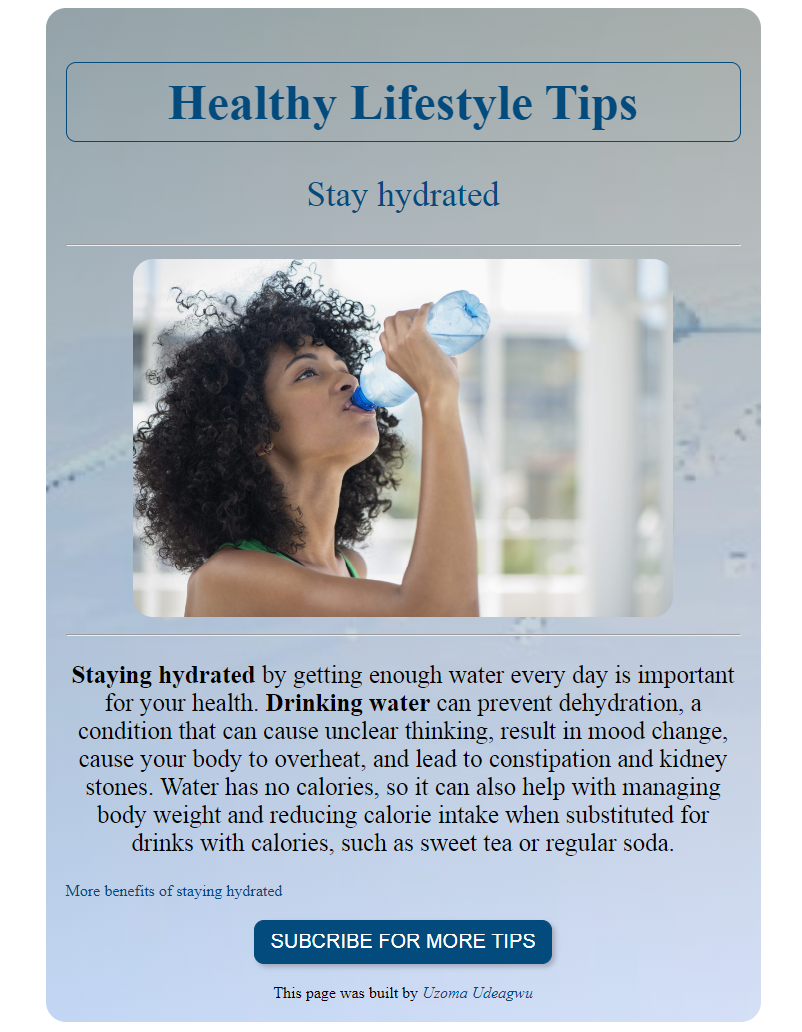 Healthy Lifestyle Tips
Stay hydrated
Staying hydrated by getting enough water every day is important
for your health. Drinking water can prevent dehydration, a
condition that can cause unclear thinking, result in mood change,
cause your body to overheat, and lead to constipation and kidney
stones. Water has no calories, so it can also help with managing
body weight and reducing calorie intake when substituted for
drinks with calories, such as sweet tea or regular soda.
More benefits of staying hydrated
SUBCRIBE FOR MORE TIPS
This page was built by Uzoma Udeagwu